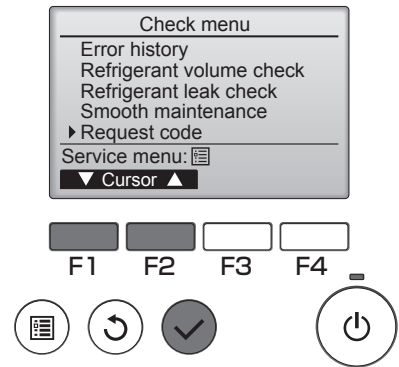 Check menu
Error history
Refrigerant volume check
Refrigerant leak check
Smooth maintenance
Request code
Service menu:
Cursor
F1 F2 F3 F4